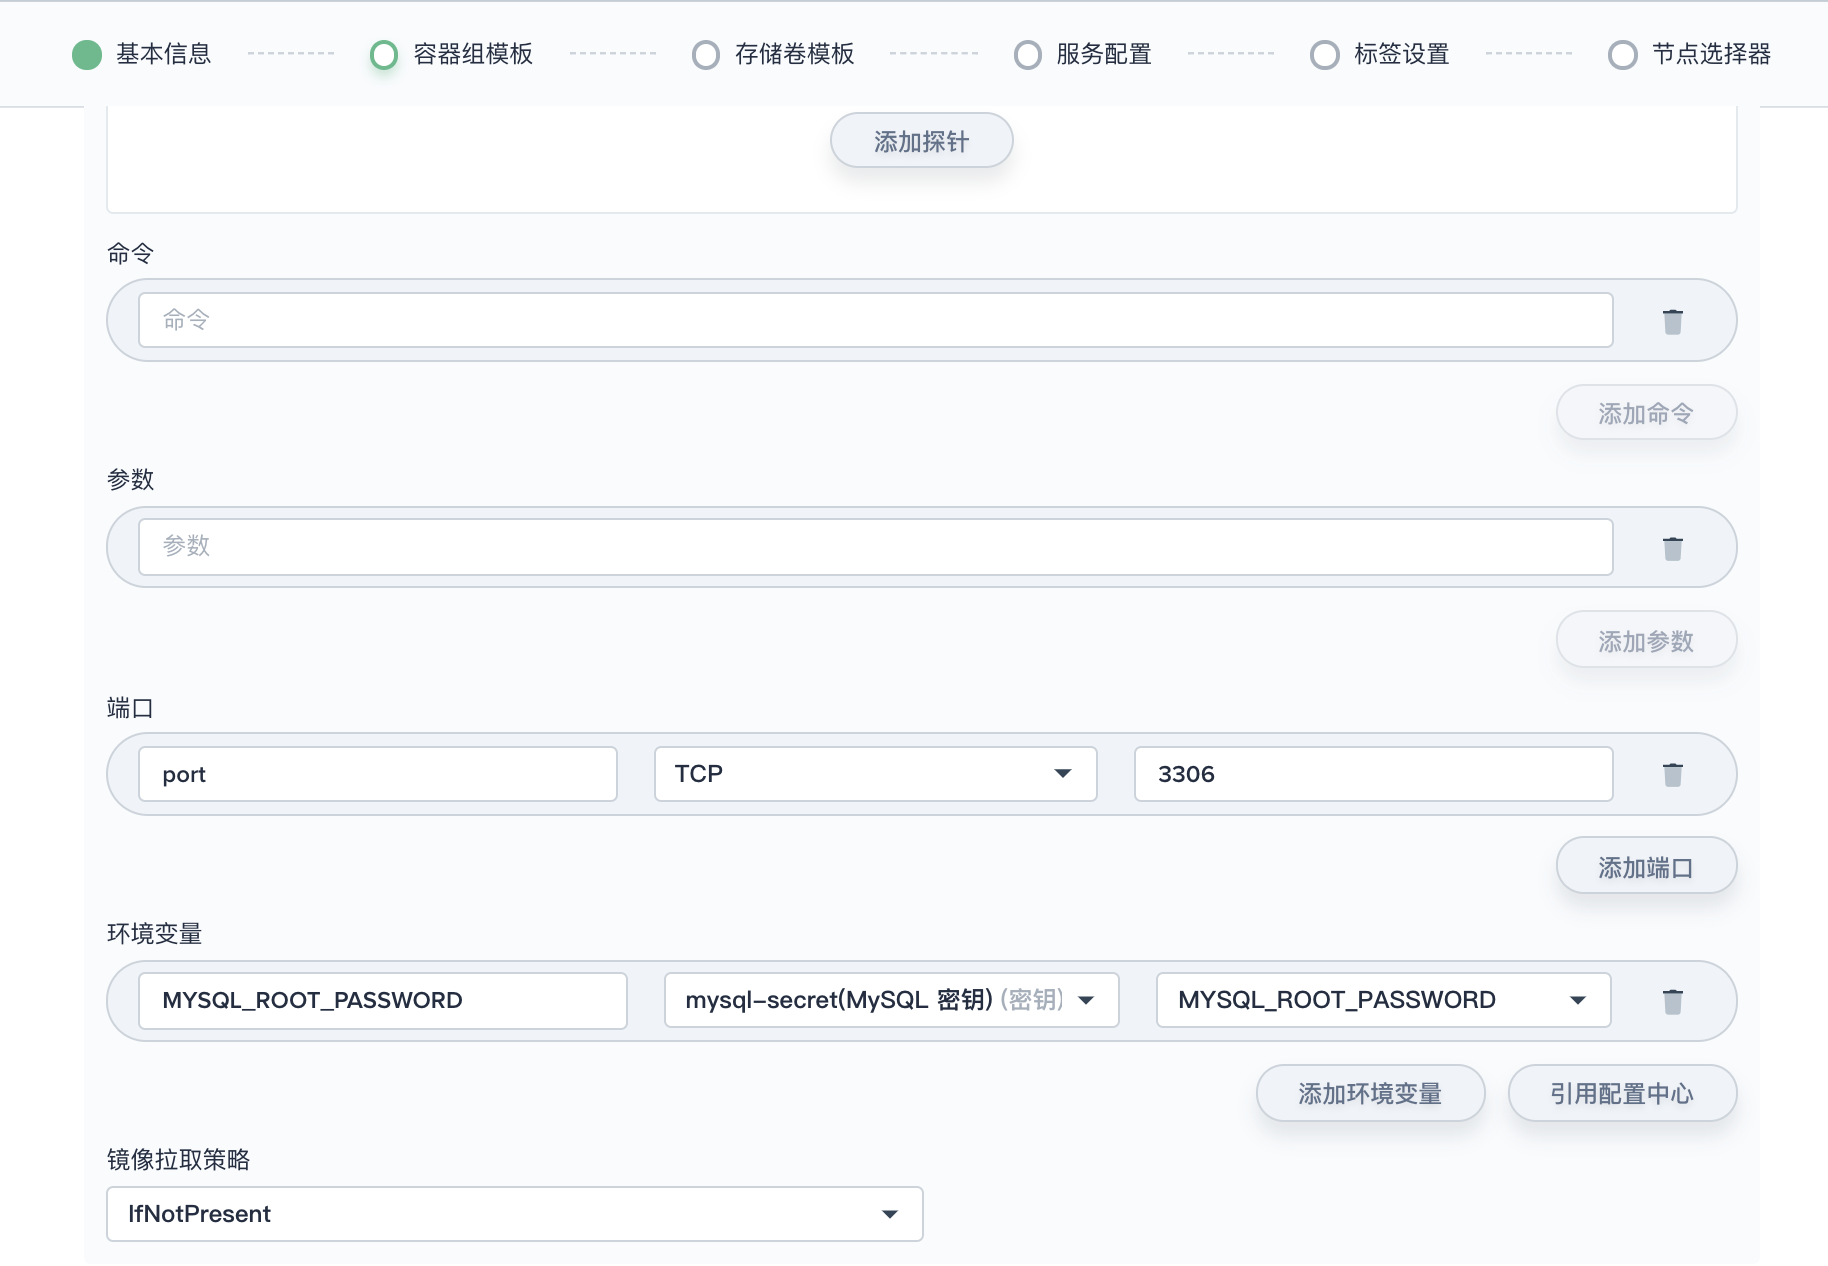 基本信息 容器组模板 存储卷模板 服务配置 标签设置 节点选择器
添加探针
命令
命令
添加命令
参数
参数
添加参数
端口
port TCP 3306
添加端口
环境变量
MYSQL_ROOT_PASSWORD mysql-secret(MySQL 密钥) (密钥) MYSQL_ROOT_PASSWORD
添加环境变量 引用配置中心
镜像拉取策略
IfNotPresent